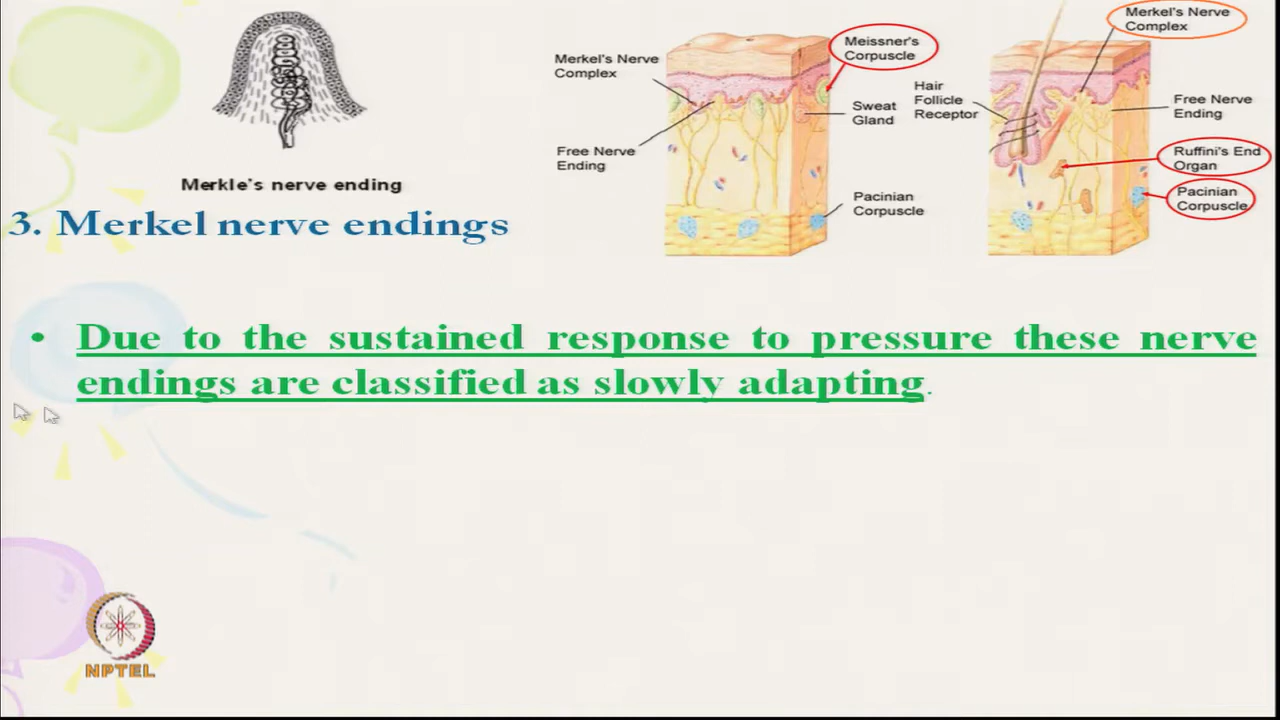 Merkle's nerve ending
3. Merkel nerve endings
Merkel's Nerve
Complex
Free Nerve
Ending
Meissner's
Corpuscle
Sweat
Gland
Pacinian
Corpuscle
Hair
Follicle
Receptor
Merkel's Nerve
Complex
Free Nerve
Ending
Ruffini's End
Organ
Pacinian
Corpuscle
• Due to the sustained response to pressure these nerve
endings are classified as slowly adapting.
NPTEL